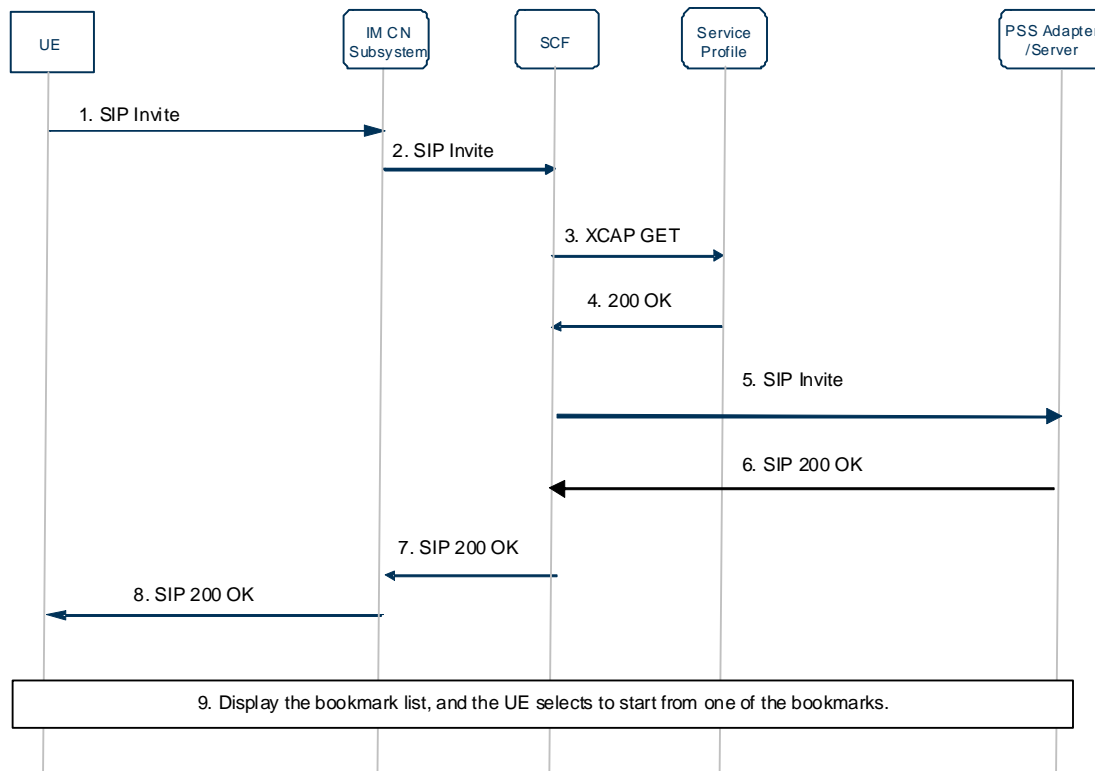 UE
IM CN
Subsystem
SCF
Service
Profile
PSS Adapter
/Server
1. SIP Invite
2. SIP Invite
3. XCAP GET
4. 200 OK
5. SIP Invite
6. SIP 200 OK
7. SIP 200 OK
8. SIP 200 OK
9. Display the bookmark list, and the UE selects to start from one of the bookmarks.